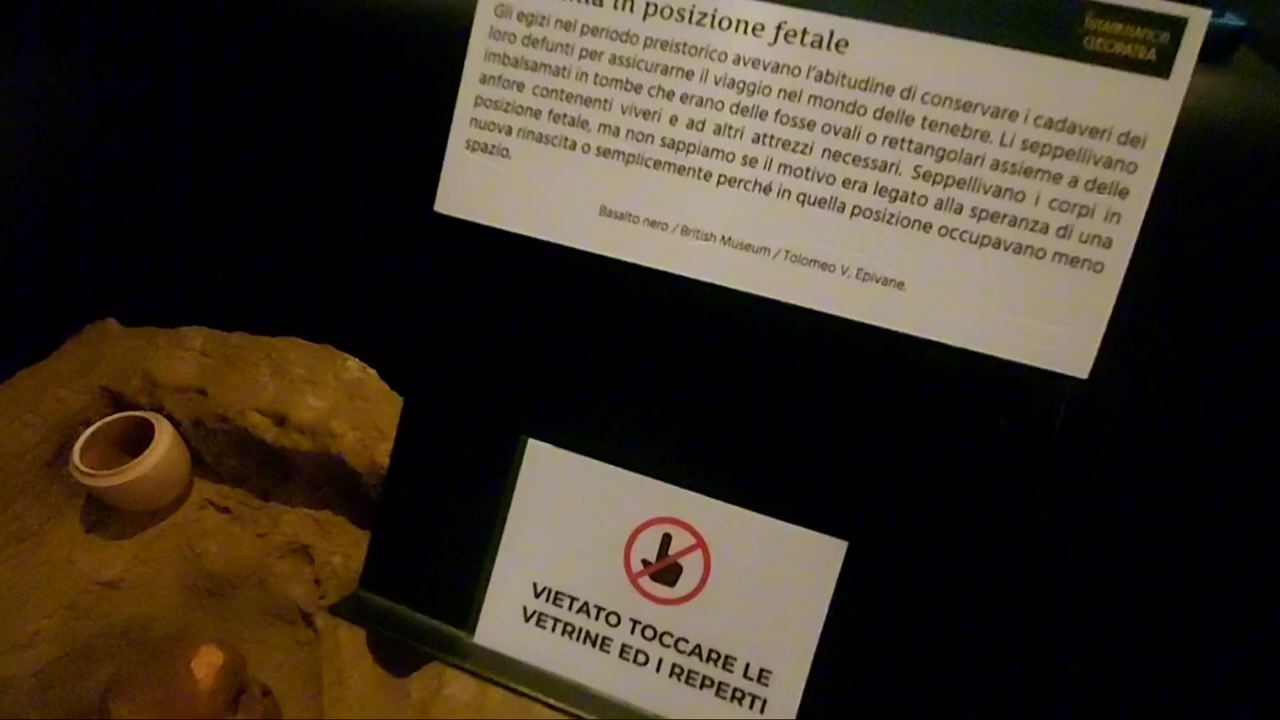 in posizione fetale
TUTANKHAMON
CLEOPATRA
Gli egizi nel periodo preistorico avevano l'abitudine di conservare i cadaveri dei
loro defunti per assicurarne il viaggio nel mondo delle tenebre. Li seppellivano
imbalsamati in tombe che erano delle fosse ovali o rettangolari assieme a delle
anfore contenenti viveri e ad altri attrezzi necessari. Seppellivano i corpi in
posizione fetale, ma non sappiamo se il motivo era legato alla speranza di una
nuova rinascita o semplicemente perché in quella posizione occupavano meno
spazio.
Basalto nero / British Museum / Tolomeo V, Epivane.
VIETATO TOCCARE LE
VETRINE ED I REPERTI